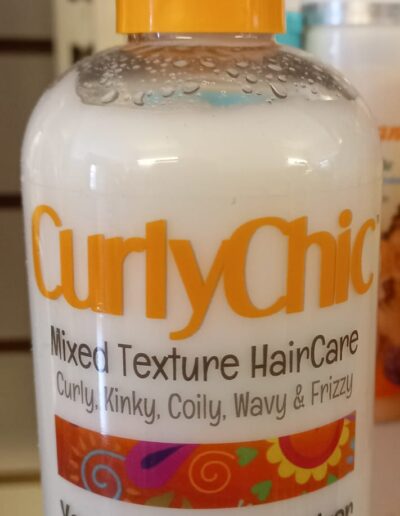 CurlyChic
Mixed Texture HairCare
Curly, Kinky, Coily, Wavy & Frizzy